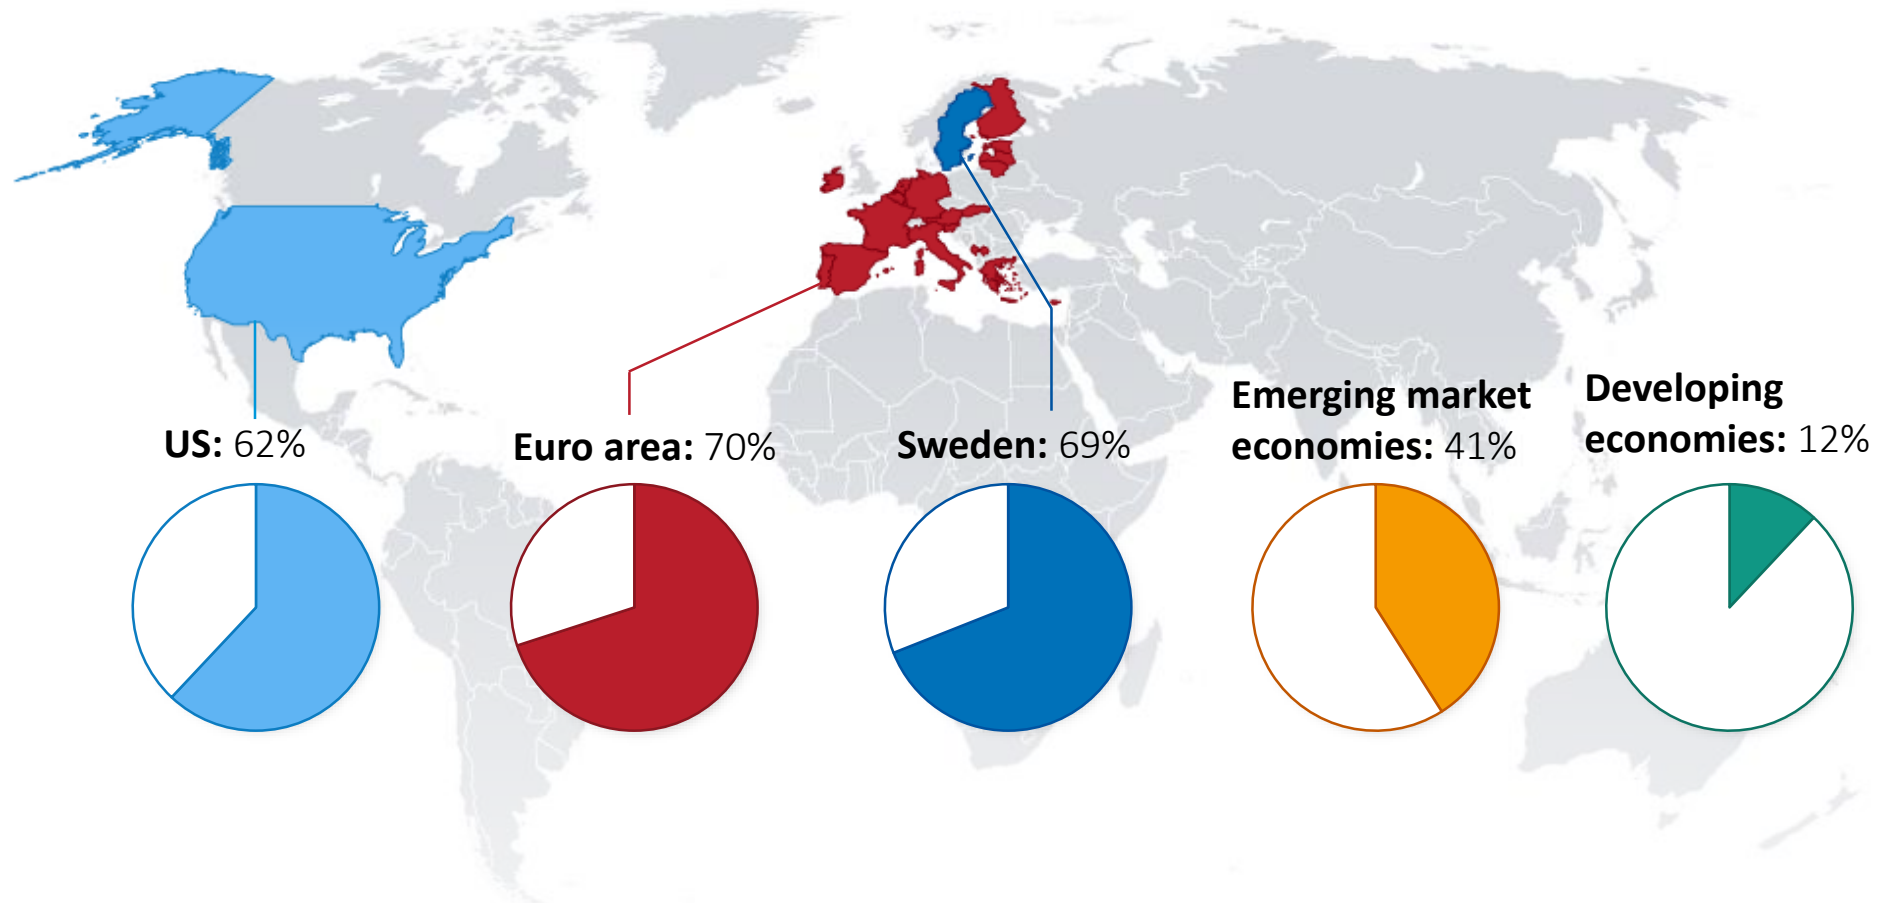 US: 62%
Euro area: 70%
Sweden: 69%
Emerging market
economies: 41%
Developing
economies: 12%